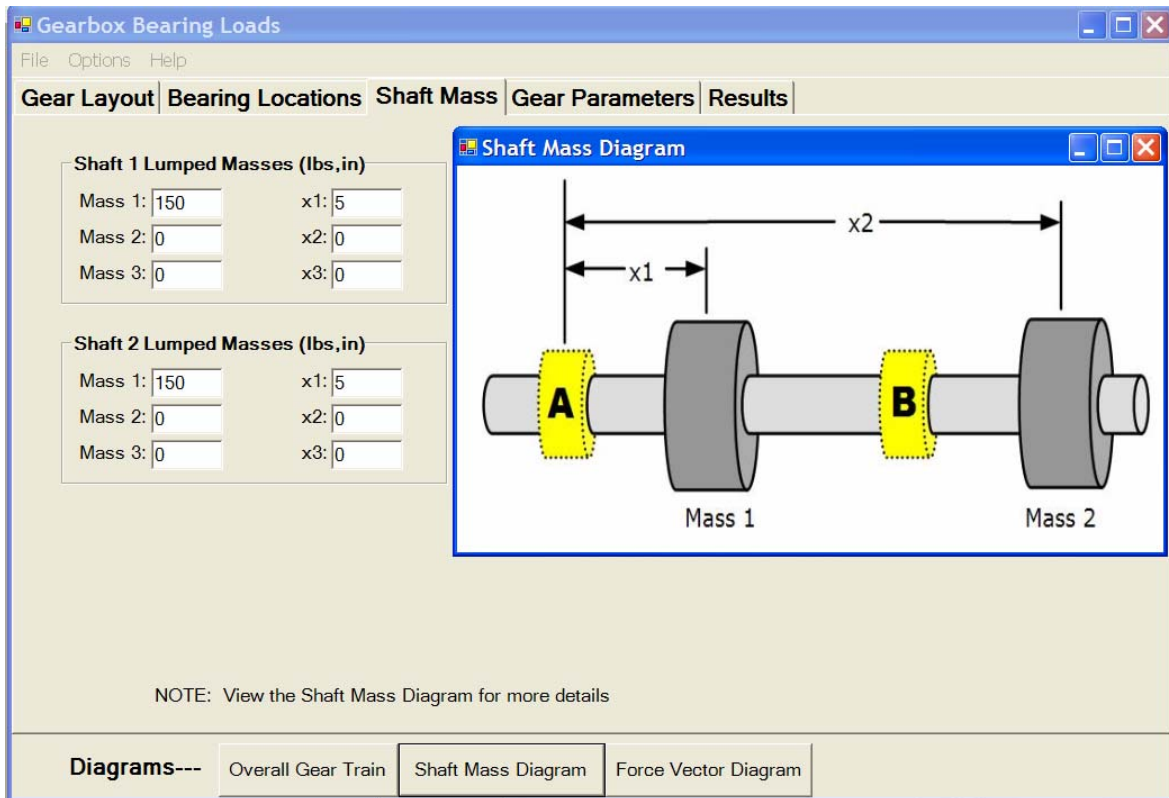 Gearbox Bearing Loads
File Options Help
Gear Layout Bearing Locations Shaft Mass Gear Parameters Results
Shaft 1 Lumped Masses (lbs,in)
Mass 1: 150 x1: 5
Mass 2: 0 x2: 0
Mass 3: 0 x3: 0
Shaft 2 Lumped Masses (lbs,in)
Mass 1: 150 x1: 5
Mass 2: 0 x2: 0
Mass 3: 0 x3: 0
Shaft Mass Diagram
x2
x1
A B
Mass 1 Mass 2
NOTE: View the Shaft Mass Diagram for more details
Diagrams--- Overall Gear Train Shaft Mass Diagram Force Vector Diagram